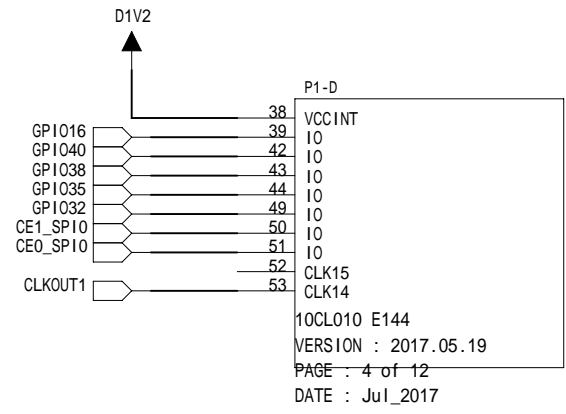 D1V2
P1-D
38 VCCINT
GPIO16 39 IO
GPIO40 42 IO
GPIO38 43 IO
GPIO35 44 IO
GPIO32 49 IO
CE1_SPI0 50 IO
CE0_SPI0 51 IO
52 CLK15
CLKOUT1 53 CLK14
10CL010 E144
VERSION : 2017.05.19
PAGE : 4 of 12
DATE : Jul_2017